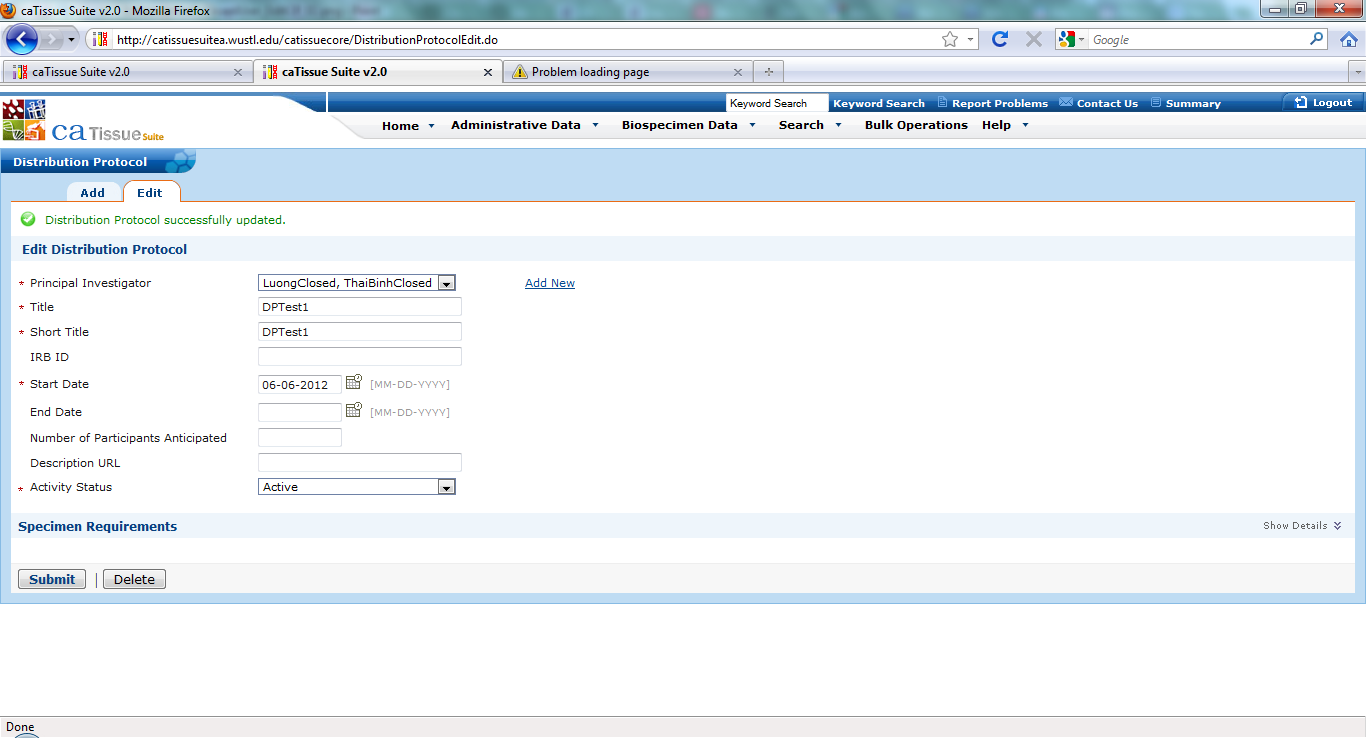 caTissue Suite v2.0 - Mozilla Firefox
http://catissuesuitea.wustl.edu/catissuecore/DistributionProtocolEdit.do
Google
caTissue Suite v2.0
caTissue Suite v2.0
Problem loading page
Keyword Search Keyword Search Report Problems Contact Us Summary Logout
ca Tissue Suite
Home Administrative Data Biospecimen Data Search Bulk Operations Help
Distribution Protocol
Add Edit
Distribution Protocol successfully updated.
Edit Distribution Protocol
* Principal Investigator LuongClosed, ThaiBinhClosed Add New
* Title DPTest1
* Short Title DPTest1
IRB ID
* Start Date 06-06-2012 [MM-DD-YYYY]
End Date [MM-DD-YYYY]
Number of Participants Anticipated
Description URL
* Activity Status Active
Specimen Requirements Show Details
Submit | Delete
Done